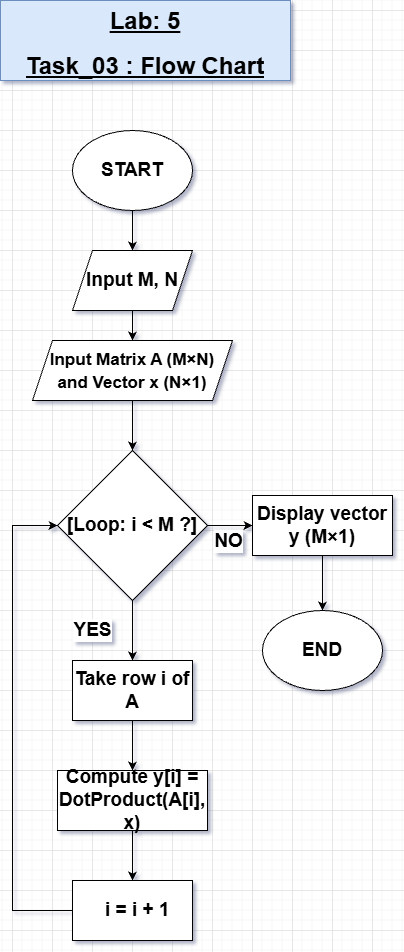 Lab: 5
Task_03 : Flow Chart
START
Input M, N
Input Matrix A (M×N)
and Vector x (N×1)
[Loop: i < M ?]
NO
Display vector
y (M×1)
END
YES
Take row i of
A
Compute y[i] =
DotProduct(A[i],
x)
i = i + 1